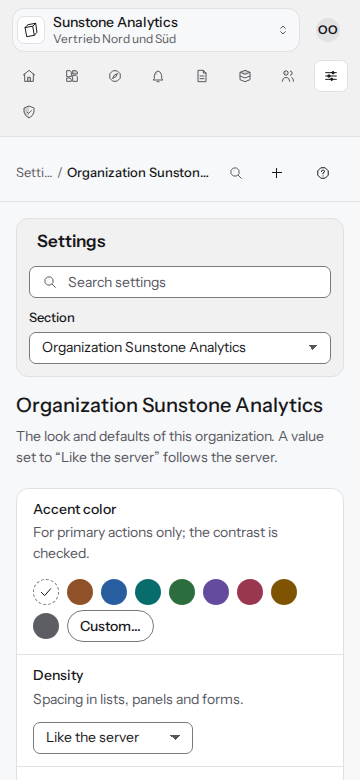 Sunstone Analytics
Vertrieb Nord und Süd
OO
Setti... / Organization Sunston...
Settings
Search settings
Section
Organization Sunstone Analytics
Organization Sunstone Analytics
The look and defaults of this organization. A value
set to “Like the server” follows the server.
Accent color
For primary actions only; the contrast is
checked.
Custom...
Density
Spacing in lists, panels and forms.
Like the server